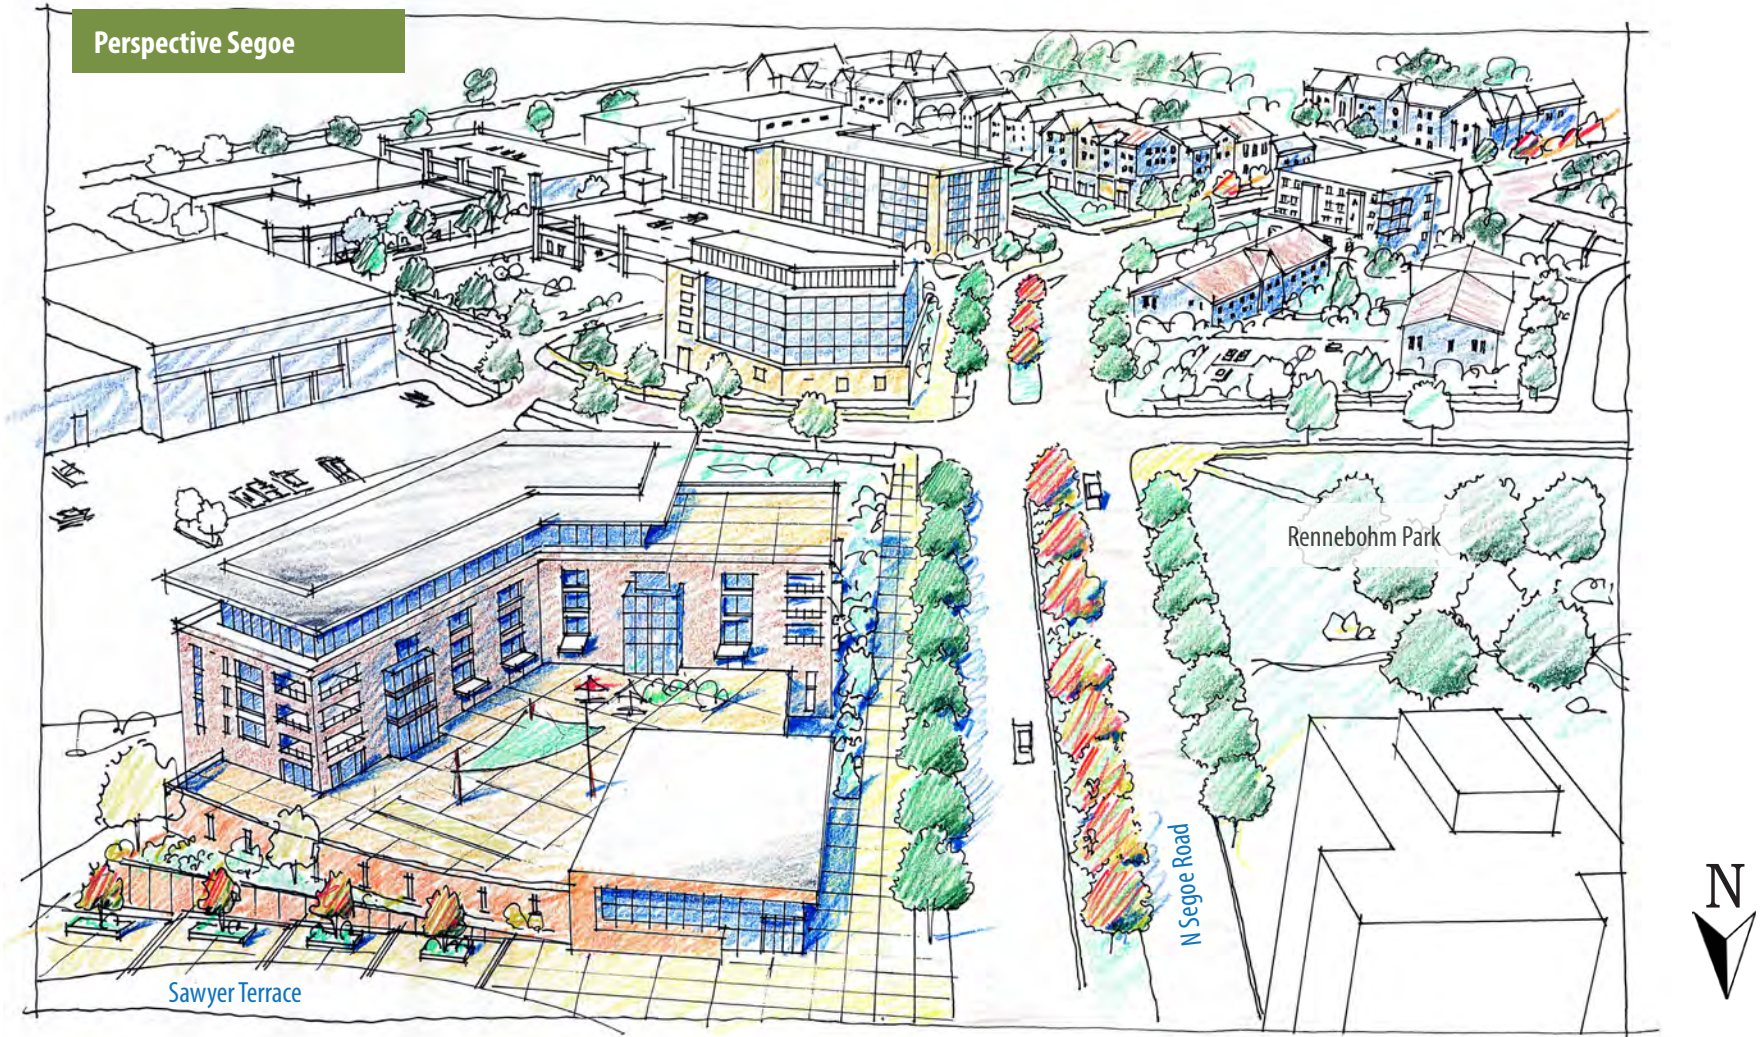 Perspective Segoe
Rennebohm Park
N Segoe Road
N
Sawyer Terrace